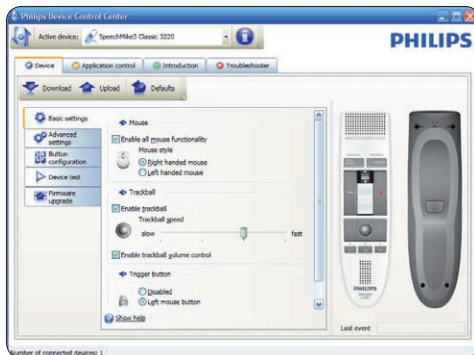 Philips Device Control Center
Active device: SpeechMike3 Classic 3220
PHILIPS
Device Application control Introduction Troubleshooter
Download Upload Defaults
Basic settings
Advanced settings
Button configuration
Device test
Firmware upgrade
Mouse
Enable all mouse functionality
Mouse style
Right handed mouse
Left handed mouse
Trackball
Enable trackball
Trackball speed
slow fast
Enable trackball volume control
Trigger button
Disabled
Left mouse button
Show help
PHILIPS
Last event
Number of connected devices: 1